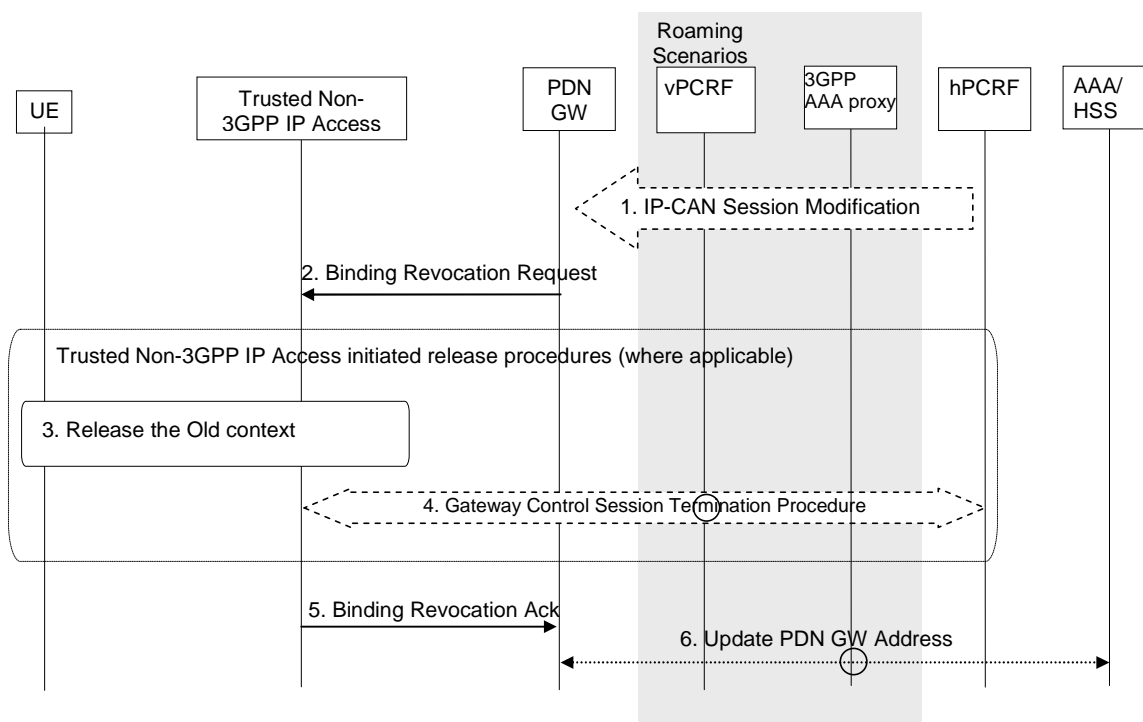 Roaming
Scenarios
UE
Trusted Non-
3GPP IP Access
PDN
GW
vPCRF
3GPP
AAA proxy
hPCRF
AAA/
HSS
1. IP-CAN Session Modification
2. Binding Revocation Request
Trusted Non-3GPP IP Access initiated release procedures (where applicable)
3. Release the Old context
4. Gateway Control Session Termination Procedure
5. Binding Revocation Ack
6. Update PDN GW Address